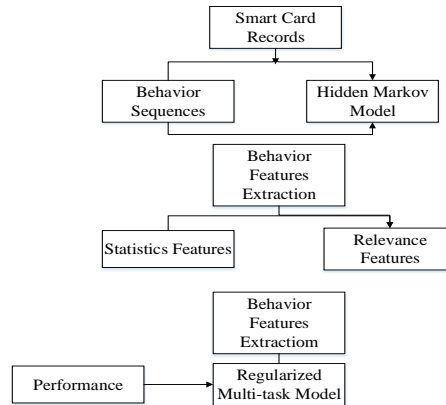 Smart Card
Records
Behavior
Sequences
Hidden Markov
Model
Behavior
Features
Extraction
Statistics Features
Relevance
Features
Behavior
Features
Extractiom
Performance
Regularized
Multi-task Model